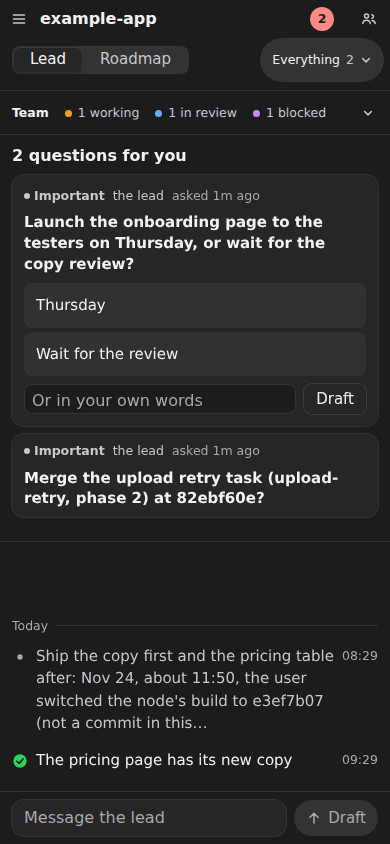 example-app
2
Lead
Roadmap
Everything 2
Team
1 working
1 in review
1 blocked
2 questions for you
Important the lead asked 1m ago
Launch the onboarding page to the
testers on Thursday, or wait for the
copy review?
Thursday
Wait for the review
Or in your own words
Draft
Important the lead asked 1m ago
Merge the upload retry task (upload-
retry, phase 2) at 82ebf60e?
Today
Ship the copy first and the pricing table 08:29
after: Nov 24, about 11:50, the user
switched the node's build to e3ef7b07
(not a commit in this…
The pricing page has its new copy 09:29
Message the lead
Draft